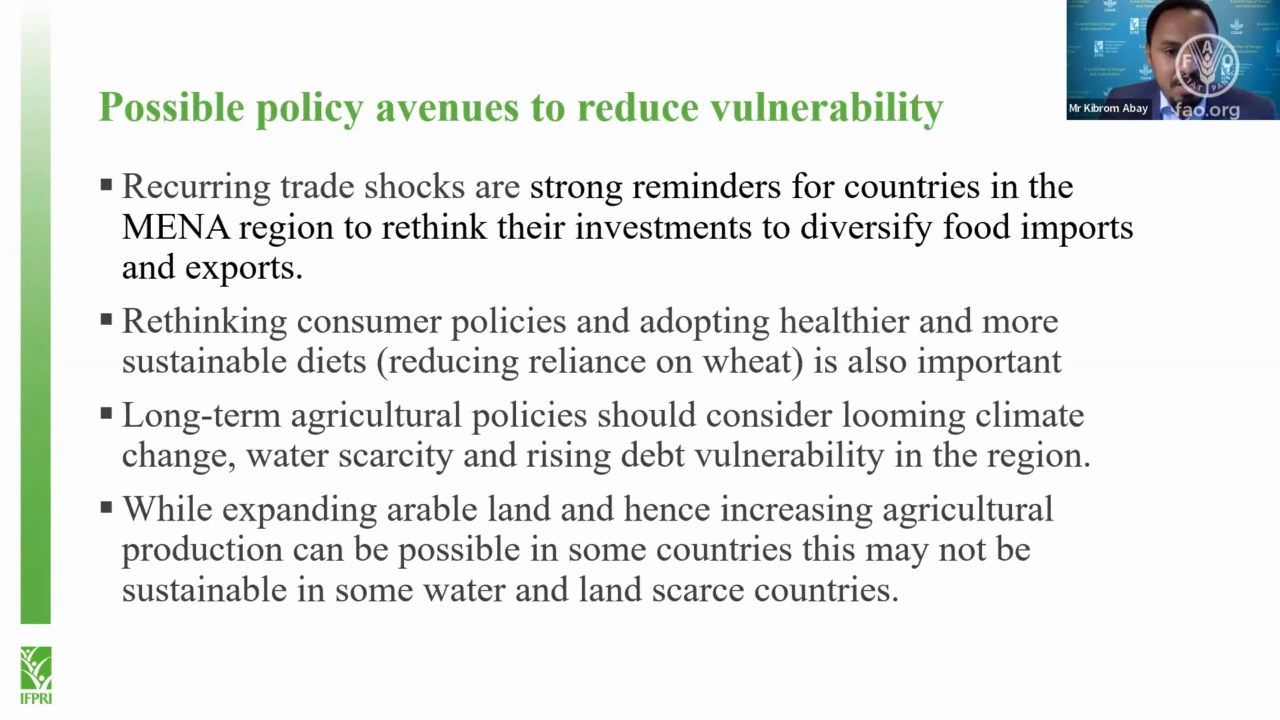 Possible policy avenues to reduce vulnerability
Mr Kibrom Abay
FAO
FIAT PANIS
fao.org
▪ Recurring trade shocks are strong reminders for countries in the
MENA region to rethink their investments to diversify food imports
and exports.
▪ Rethinking consumer policies and adopting healthier and more
sustainable diets (reducing reliance on wheat) is also important
▪ Long-term agricultural policies should consider looming climate
change, water scarcity and rising debt vulnerability in the region.
▪ While expanding arable land and hence increasing agricultural
production can be possible in some countries this may not be
sustainable in some water and land scarce countries.
IFPRI